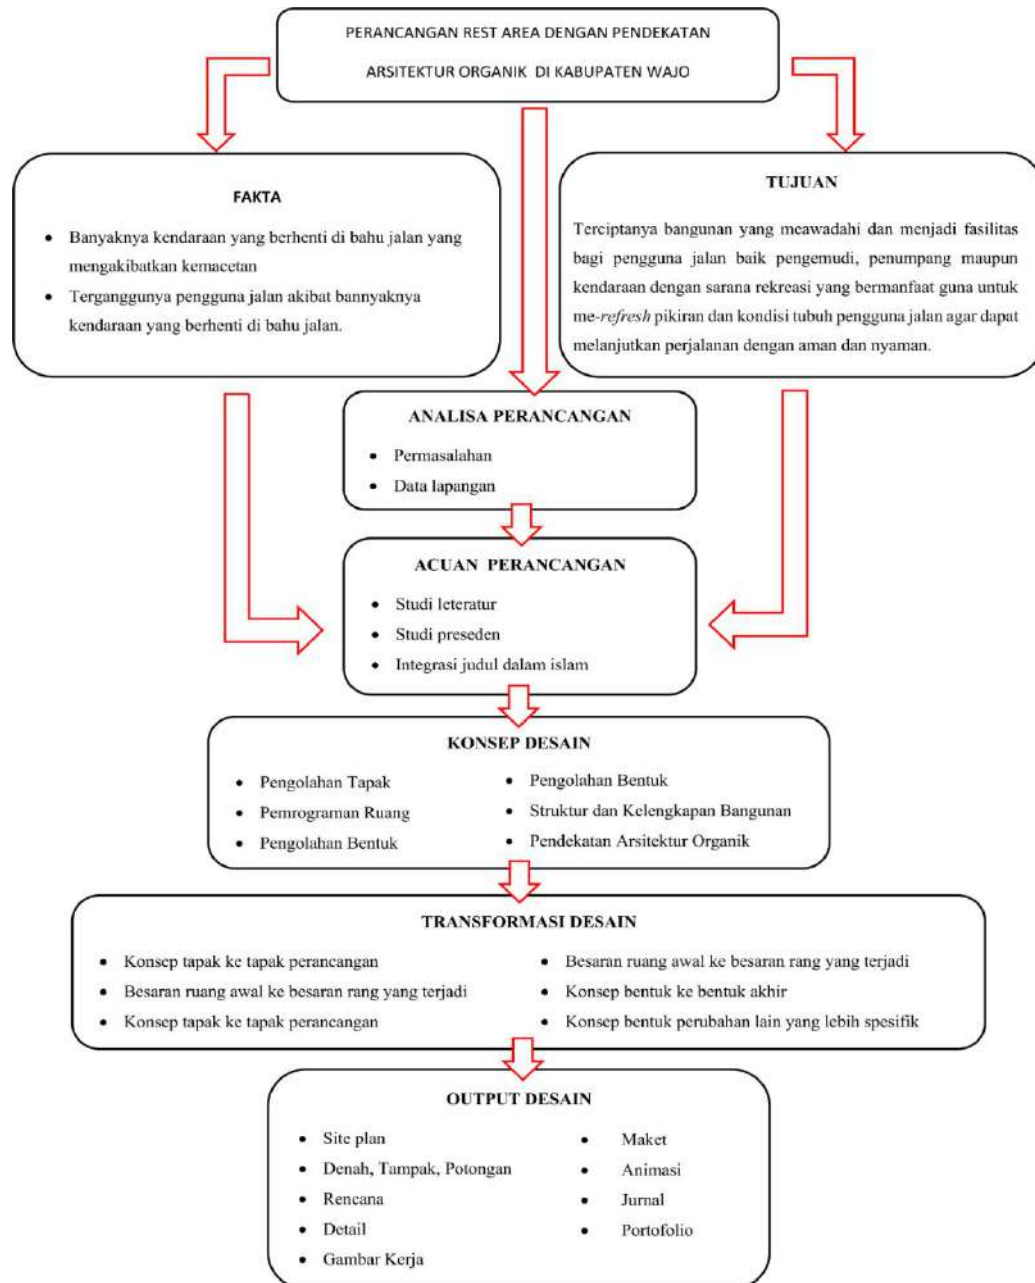 PERANCANGAN REST AREA DENGAN PENDEKATAN
ARSITEKTUR ORGANIK DI KABUPATEN WAJO
FAKTA
• Banyaknya kendaraan yang berhenti di bahu jalan yang
mengakibatkan kemacetan
• Terganggunya pengguna jalan akibat bannyaknya
kendaraan yang berhenti di bahu jalan.
TUJUAN
Terciptanya bangunan yang meawadahi dan menjadi fasilitas
bagi pengguna jalan baik pengemudi, penumpang maupun
kendaraan dengan sarana rekreasi yang bermanfaat guna untuk
me-refresh pikiran dan kondisi tubuh pengguna jalan agar dapat
melanjutkan perjalanan dengan aman dan nyaman.
ANALISA PERANCANGAN
• Permasalahan
• Data lapangan
ACUAN PERANCANGAN
• Studi leteratur
• Studi preseden
• Integrasi judul dalam islam
KONSEP DESAIN
• Pengolahan Tapak
• Pemrograman Ruang
• Pengolahan Bentuk
• Pengolahan Bentuk
• Struktur dan Kelengkapan Bangunan
• Pendekatan Arsitektur Organik
TRANSFORMASI DESAIN
• Konsep tapak ke tapak perancangan
• Besaran ruang awal ke besaran rang yang terjadi
• Konsep tapak ke tapak perancangan
• Besaran ruang awal ke besaran rang yang terjadi
• Konsep bentuk ke bentuk akhir
• Konsep bentuk perubahan lain yang lebih spesifik
OUTPUT DESAIN
• Site plan
• Denah, Tampak, Potongan
• Rencana
• Detail
• Gambar Kerja
• Maket
• Animasi
• Jurnal
• Portofolio